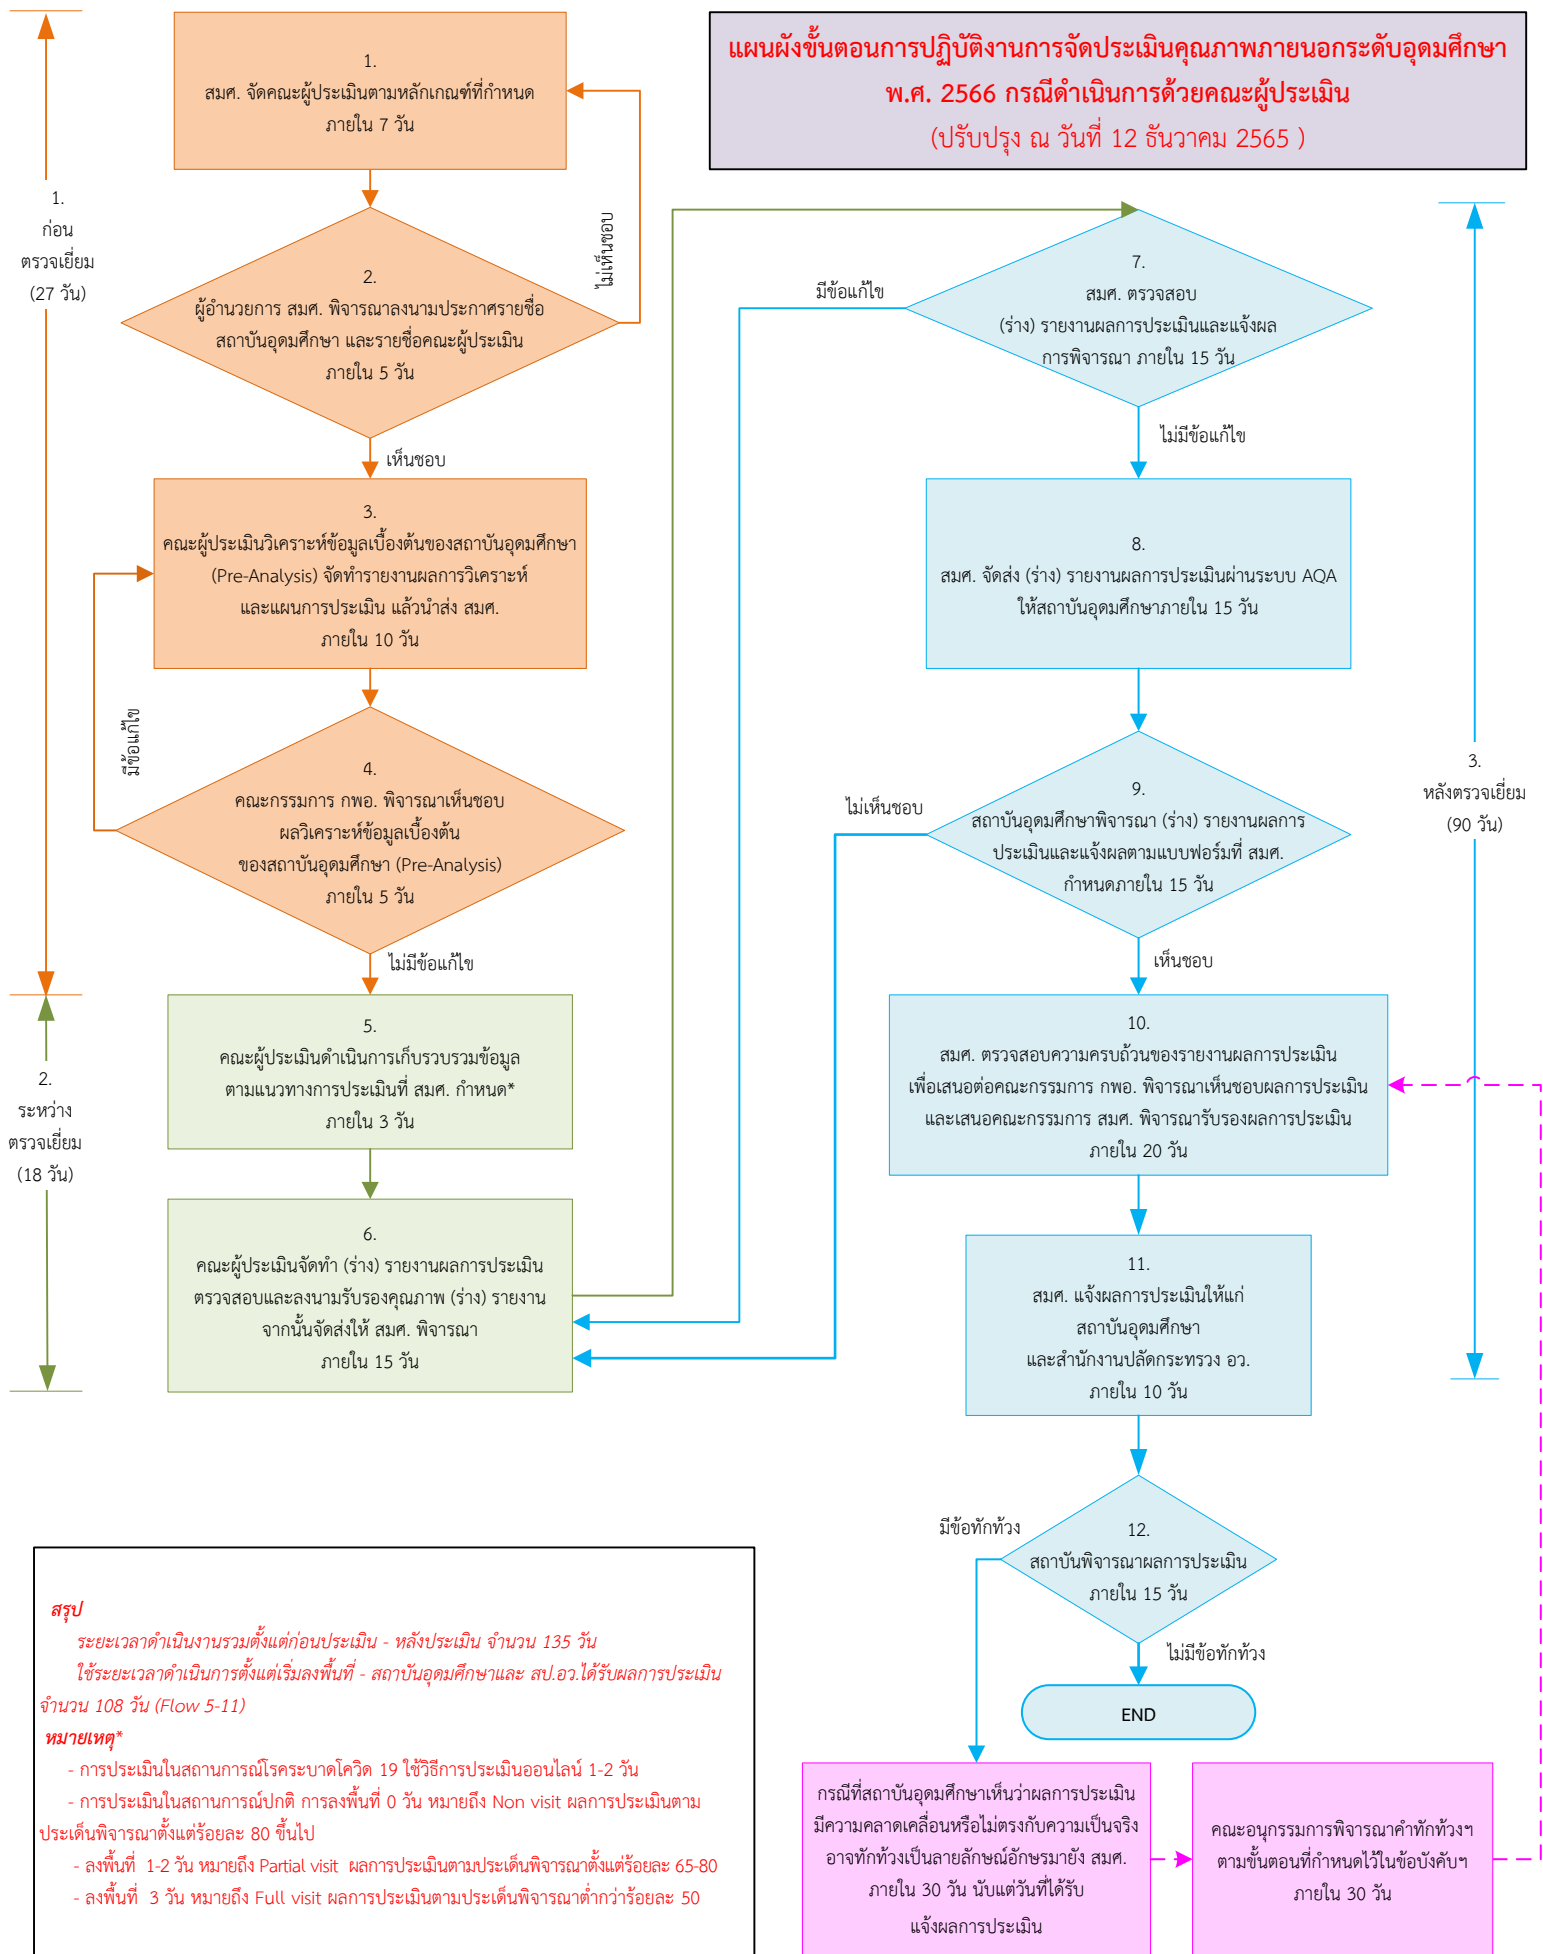 แผนผังขั้นตอนการปฏิบัติงานการจัดประเมินคุณภาพภายนอกระดับอุดมศึกษา
พ.ศ. 2566 กรณีดำเนินการด้วยคณะผู้ประเมิน
(ปรับปรุง ณ วันที่ 12 ธันวาคม 2565 )
1.
ก่อน
ตรวจเยี่ยม
(27 วัน)
1.
สมศ. จัดคณะผู้ประเมินตามหลักเกณฑ์ที่กำหนด
ภายใน 7 วัน
ไม่เห็นชอบ
2.
ผู้อำนวยการ สมศ. พิจารณาลงนามประกาศรายชื่อ
สถาบันอุดมศึกษา และรายชื่อคณะผู้ประเมิน
ภายใน 5 วัน
เห็นชอบ
3.
คณะผู้ประเมินวิเคราะห์ข้อมูลเบื้องต้นของสถาบันอุดมศึกษา
(Pre-Analysis) จัดทำรายงานผลการวิเคราะห์
และแผนการประเมิน แล้วนำส่ง สมศ.
ภายใน 10 วัน
มีข้อแก้ไข
4.
คณะกรรมการ กพอ. พิจารณาเห็นชอบ
ผลวิเคราะห์ข้อมูลเบื้องต้น
ของสถาบันอุดมศึกษา (Pre-Analysis)
ภายใน 5 วัน
ไม่มีข้อแก้ไข
2.
ระหว่าง
ตรวจเยี่ยม
(18 วัน)
5.
คณะผู้ประเมินดำเนินการเก็บรวบรวมข้อมูล
ตามแนวทางการประเมินที่ สมศ. กำหนด*
ภายใน 3 วัน
6.
คณะผู้ประเมินจัดทำ (ร่าง) รายงานผลการประเมิน
ตรวจสอบและลงนามรับรองคุณภาพ (ร่าง) รายงาน
จากนั้นจัดส่งให้ สมศ. พิจารณา
ภายใน 15 วัน
3.
หลังตรวจเยี่ยม
(90 วัน)
มีข้อแก้ไข
7.
สมศ. ตรวจสอบ
(ร่าง) รายงานผลการประเมินและแจ้งผล
การพิจารณา ภายใน 15 วัน
ไม่มีข้อแก้ไข
8.
สมศ. จัดส่ง (ร่าง) รายงานผลการประเมินผ่านระบบ AQA
ให้สถาบันอุดมศึกษาภายใน 15 วัน
ไม่เห็นชอบ
9.
สถาบันอุดมศึกษาพิจารณา (ร่าง) รายงานผลการ
ประเมินและแจ้งผลตามแบบฟอร์มที่ สมศ.
กำหนดภายใน 15 วัน
เห็นชอบ
10.
สมศ. ตรวจสอบความครบถ้วนของรายงานผลการประเมิน
เพื่อเสนอต่อคณะกรรมการ กพอ. พิจารณาเห็นชอบผลการประเมิน
และเสนอคณะกรรมการ สมศ. พิจารณารับรองผลการประเมิน
ภายใน 20 วัน
11.
สมศ. แจ้งผลการประเมินให้แก่
สถาบันอุดมศึกษา
และสำนักงานปลัดกระทรวง อว.
ภายใน 10 วัน
มีข้อทักท้วง
12.
สถาบันพิจารณาผลการประเมิน
ภายใน 15 วัน
ไม่มีข้อทักท้วง
END
กรณีที่สถาบันอุดมศึกษาเห็นว่าผลการประเมิน
มีความคลาดเคลื่อนหรือไม่ตรงกับความเป็นจริง
อาจทักท้วงเป็นลายลักษณ์อักษรมายัง สมศ.
ภายใน 30 วัน นับแต่วันที่ได้รับ
แจ้งผลการประเมิน
คณะอนุกรรมการพิจารณาคำทักท้วงฯ
ตามขั้นตอนที่กำหนดไว้ในข้อบังคับฯ
ภายใน 30 วัน
สรุป
ระยะเวลาดำเนินงานรวมตั้งแต่ก่อนประเมิน - หลังประเมิน จำนวน 135 วัน
ใช้ระยะเวลาดำเนินการตั้งแต่เริ่มลงพื้นที่ - สถาบันอุดมศึกษาและ สป.อว.ได้รับผลการประเมิน
จำนวน 108 วัน (Flow 5-11)
หมายเหตุ*
- การประเมินในสถานการณ์โรคระบาดโควิด 19 ใช้วิธีการประเมินออนไลน์ 1-2 วัน
- การประเมินในสถานการณ์ปกติ การลงพื้นที่ 0 วัน หมายถึง Non visit ผลการประเมินตาม
ประเด็นพิจารณาตั้งแต่ร้อยละ 80 ขึ้นไป
- ลงพื้นที่ 1-2 วัน หมายถึง Partial visit ผลการประเมินตามประเด็นพิจารณาตั้งแต่ร้อยละ 65-80
- ลงพื้นที่ 3 วัน หมายถึง Full visit ผลการประเมินตามประเด็นพิจารณาต่ำกว่าร้อยละ 50